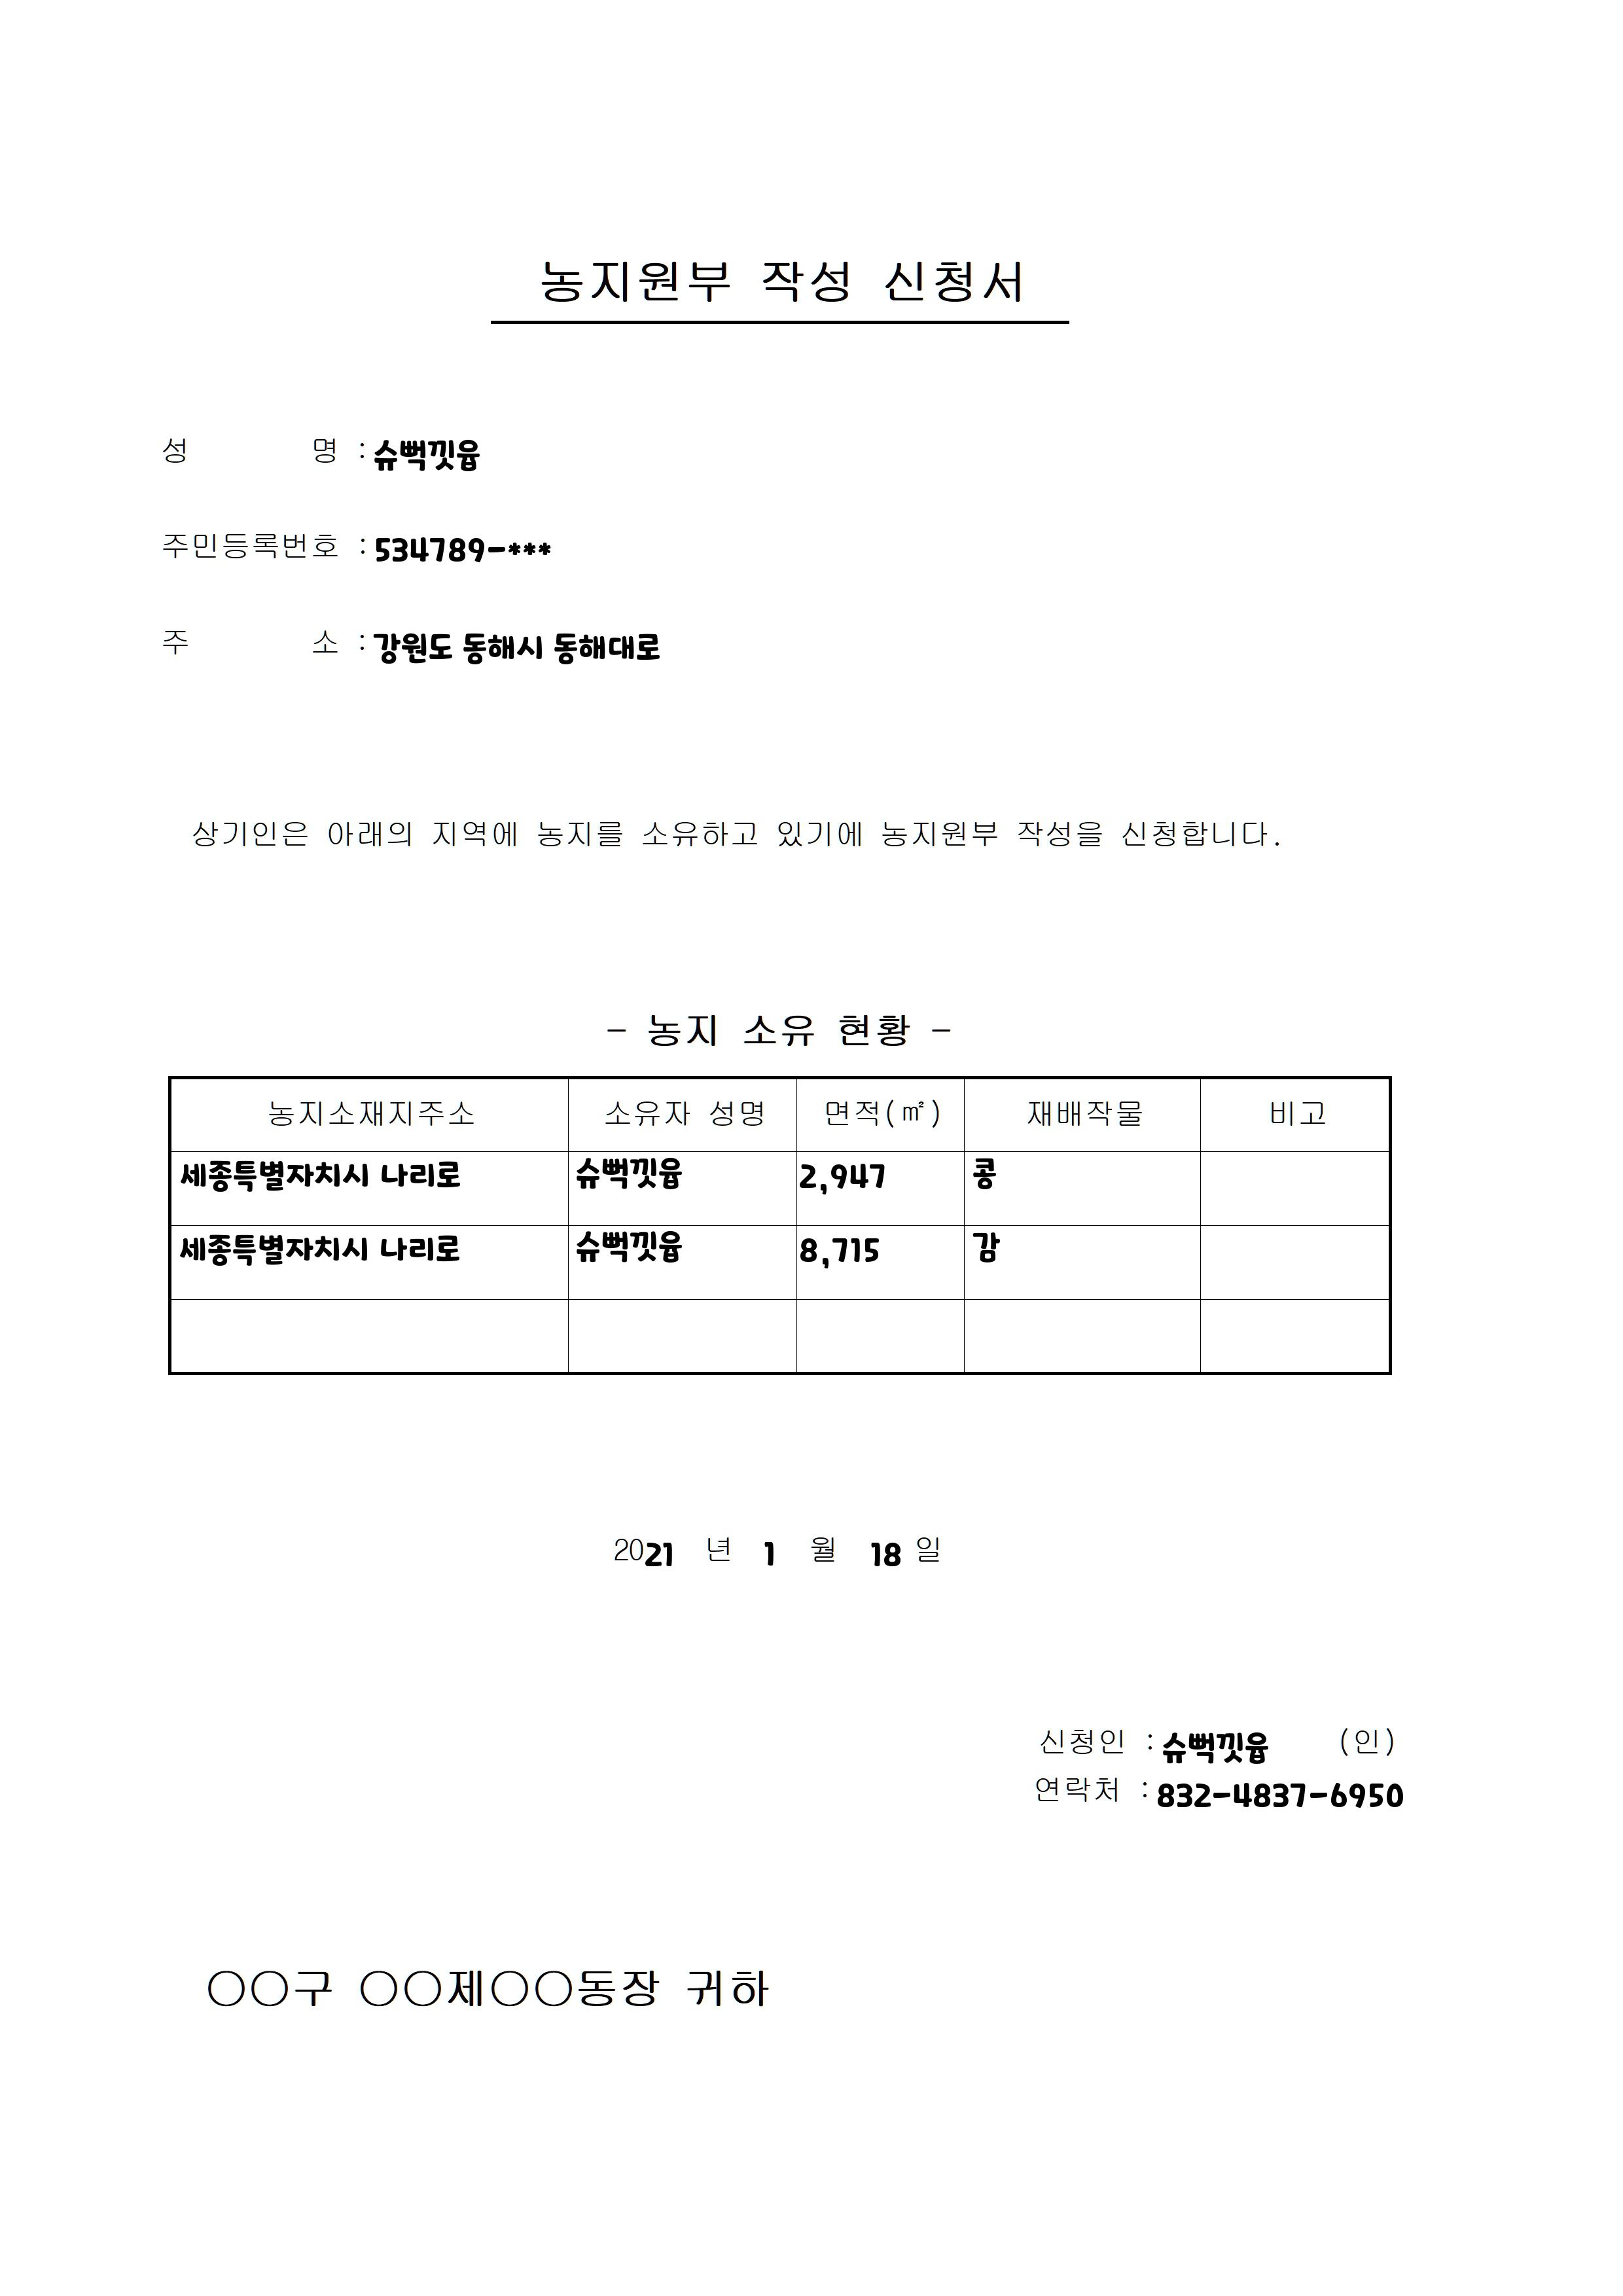 농지원부 작성 신청서
성 명 : 슈뻑낏윱
주민등록번호 : 534789-***
주 소 : 강원도 동해시 동해대로
상기인은 아래의 지역에 농지를 소유하고 있기에 농지원부 작성을 신청합니다.
- 농지 소유 현황 -
농지소재지주소 소유자 성명 면적(㎡) 재배작물 비고
세종특별자치시 나리로 슈뻑낏윱 2,947 콩
세종특별자치시 나리로 슈뻑낏윱 8,715 감
2021 년 1 월 18 일
신청인 : 슈뻑낏윱 (인)
연락처 : 832-4837-6950
○○구 ○○제○○동장 귀하